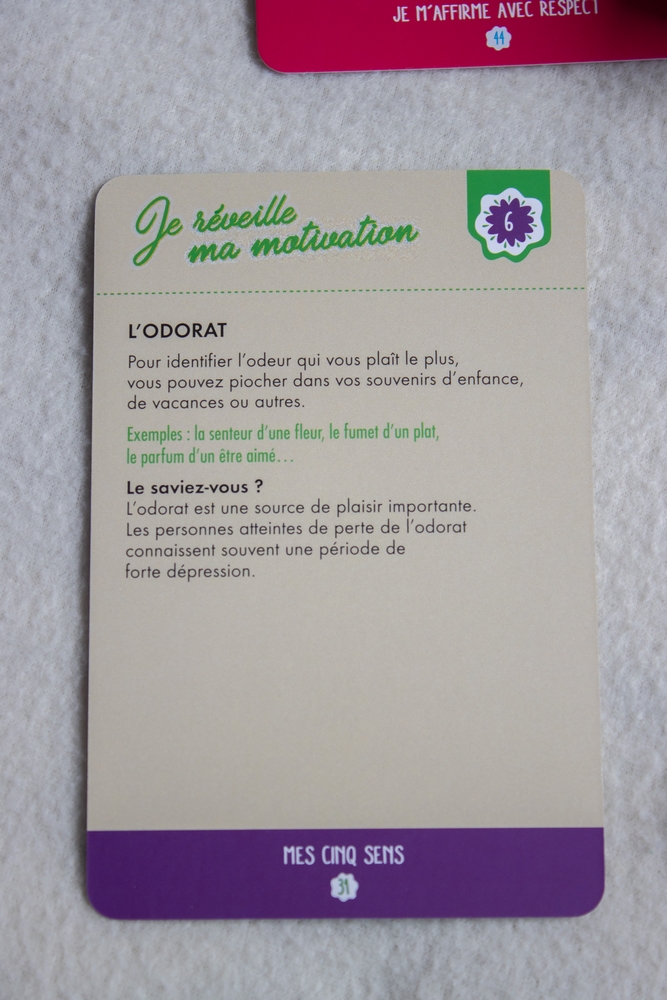 JE M'AFFIRME AVEC RESPECT
44
Je réveille
ma motivation
6
L'ODORAT
Pour identifier l'odeur qui vous plaît le plus,
vous pouvez piocher dans vos souvenirs d'enfance,
de vacances ou autres.
Exemples : la senteur d'une fleur, le fumet d'un plat,
le parfum d'un être aimé…
Le saviez-vous ?
L'odorat est une source de plaisir importante.
Les personnes atteintes de perte de l'odorat
connaissent souvent une période de
forte dépression.
MES CINQ SENS
31